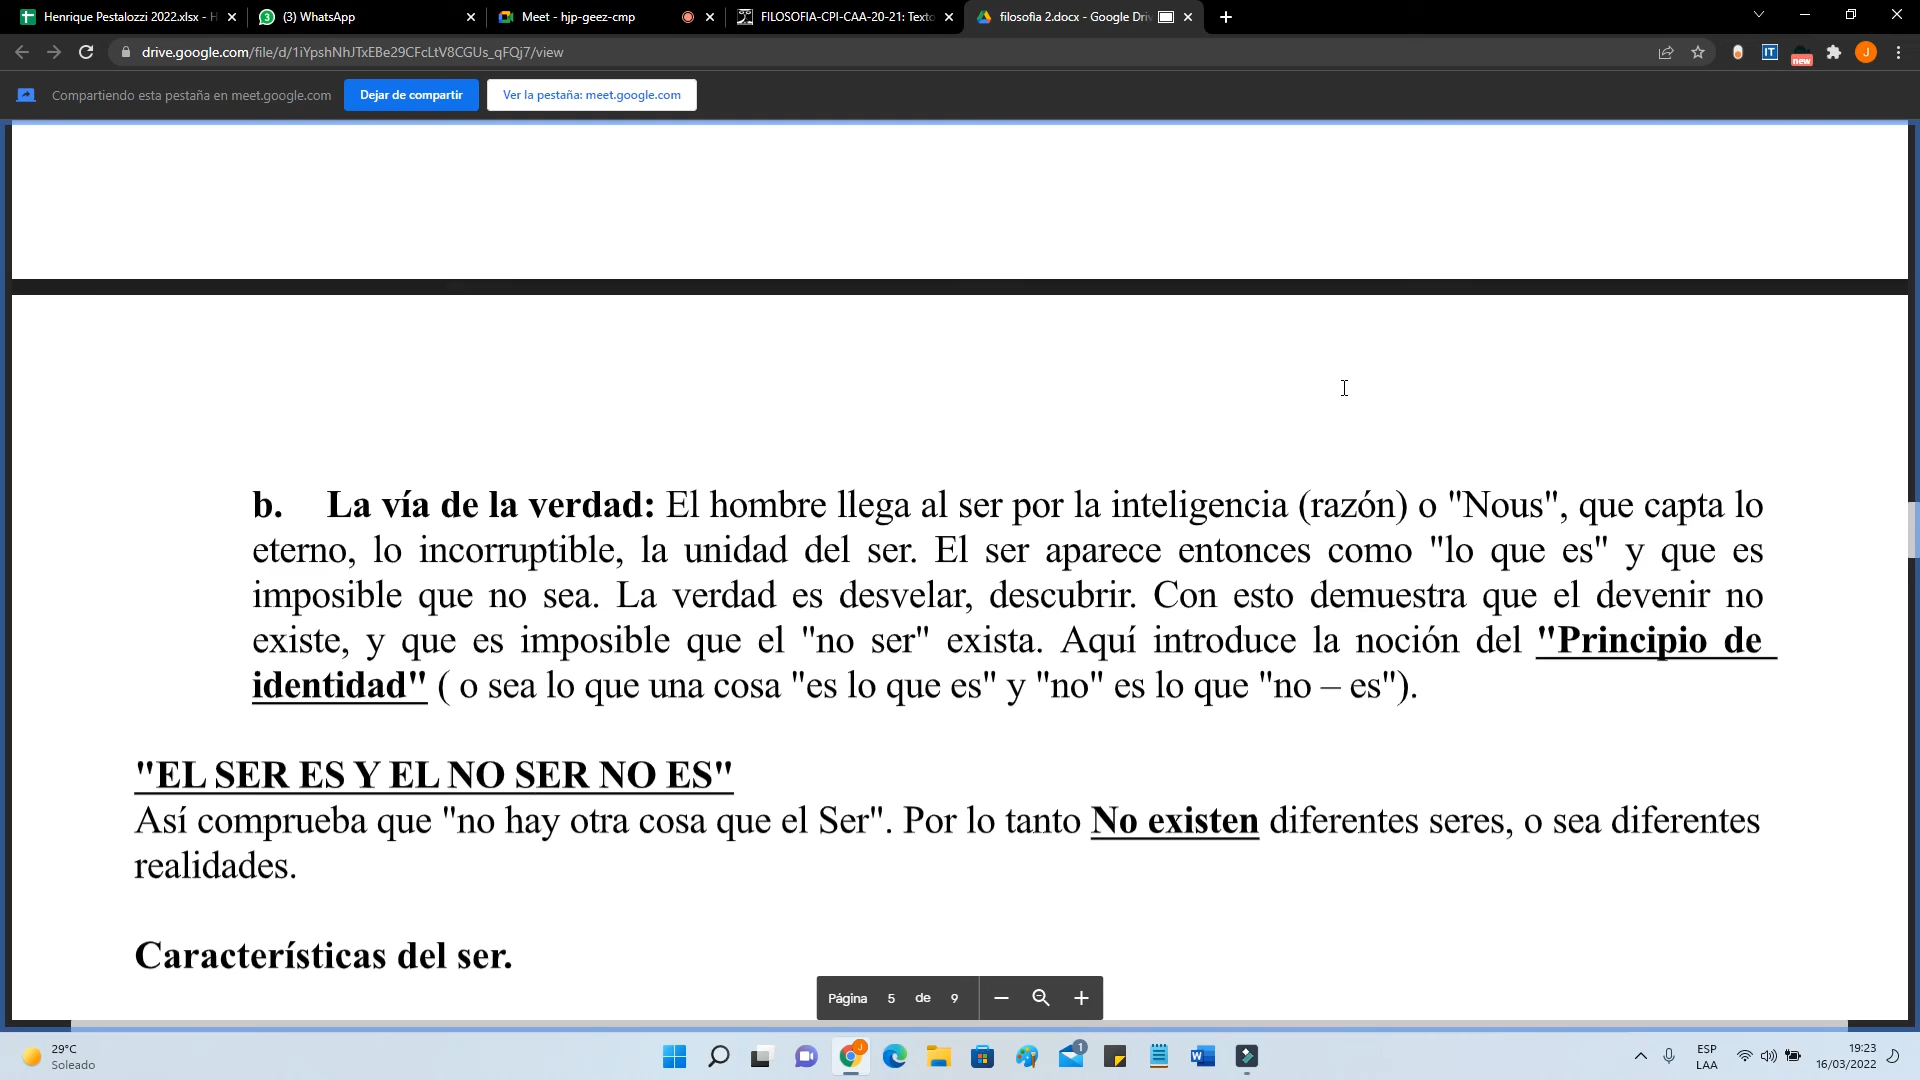 Henrique Pestalozzi 2022.xlsx - H
(3) WhatsApp
Meet - hjp-geez-cmp
FILOSOFIA-CPI-CAA-20-21: Texto
filosofia 2.docx - Google Driv
drive.google.com/file/d/1iYpshNhJTxEBe29CFcLtV8CGUs_qFQj7/view
IT
new
J
Compartiendo esta pestaña en meet.google.com
Dejar de compartir
Ver la pestaña: meet.google.com
b. La vía de la verdad: El hombre llega al ser por la inteligencia (razón) o "Nous", que capta lo
eterno, lo incorruptible, la unidad del ser. El ser aparece entonces como "lo que es" y que es
imposible que no sea. La verdad es desvelar, descubrir. Con esto demuestra que el devenir no
existe, y que es imposible que el "no ser" exista. Aquí introduce la noción del "Principio de
identidad" ( o sea lo que una cosa "es lo que es" y "no" es lo que "no – es").
"EL SER ES Y EL NO SER NO ES"
Así comprueba que "no hay otra cosa que el Ser". Por lo tanto No existen diferentes seres, o sea diferentes
realidades.
Características del ser.
Página 5 de 9
29°C
Soleado
J
1
ESP
LAA
19:23
16/03/2022